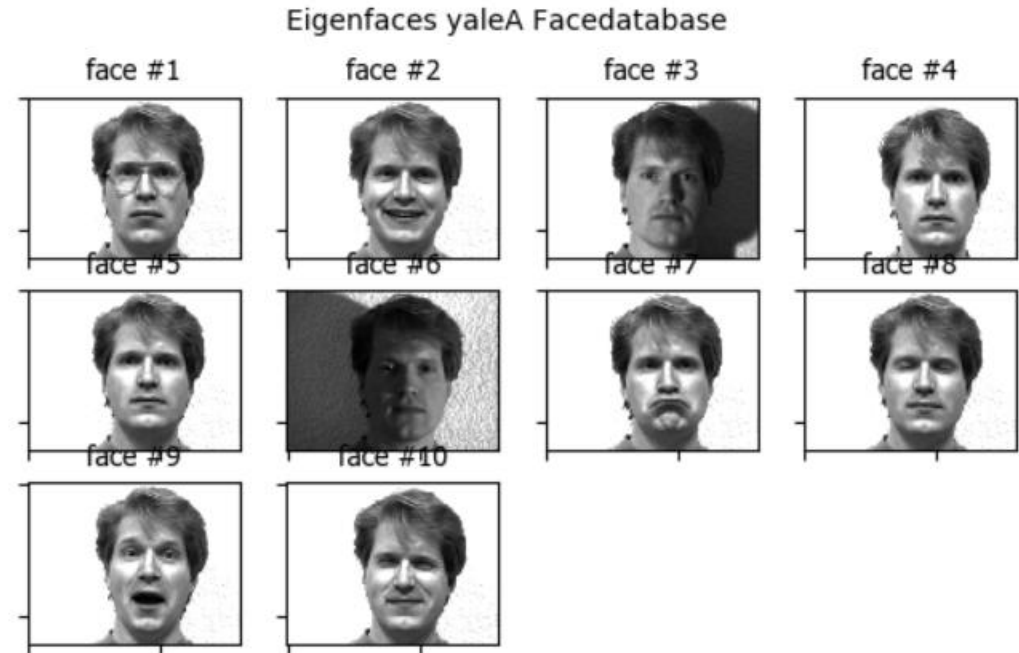 Eigenfaces yaleA Facedatabase
face #1 face #2 face #3 face #4
face #5 face #6 face #7 face #8
face #9 face #10